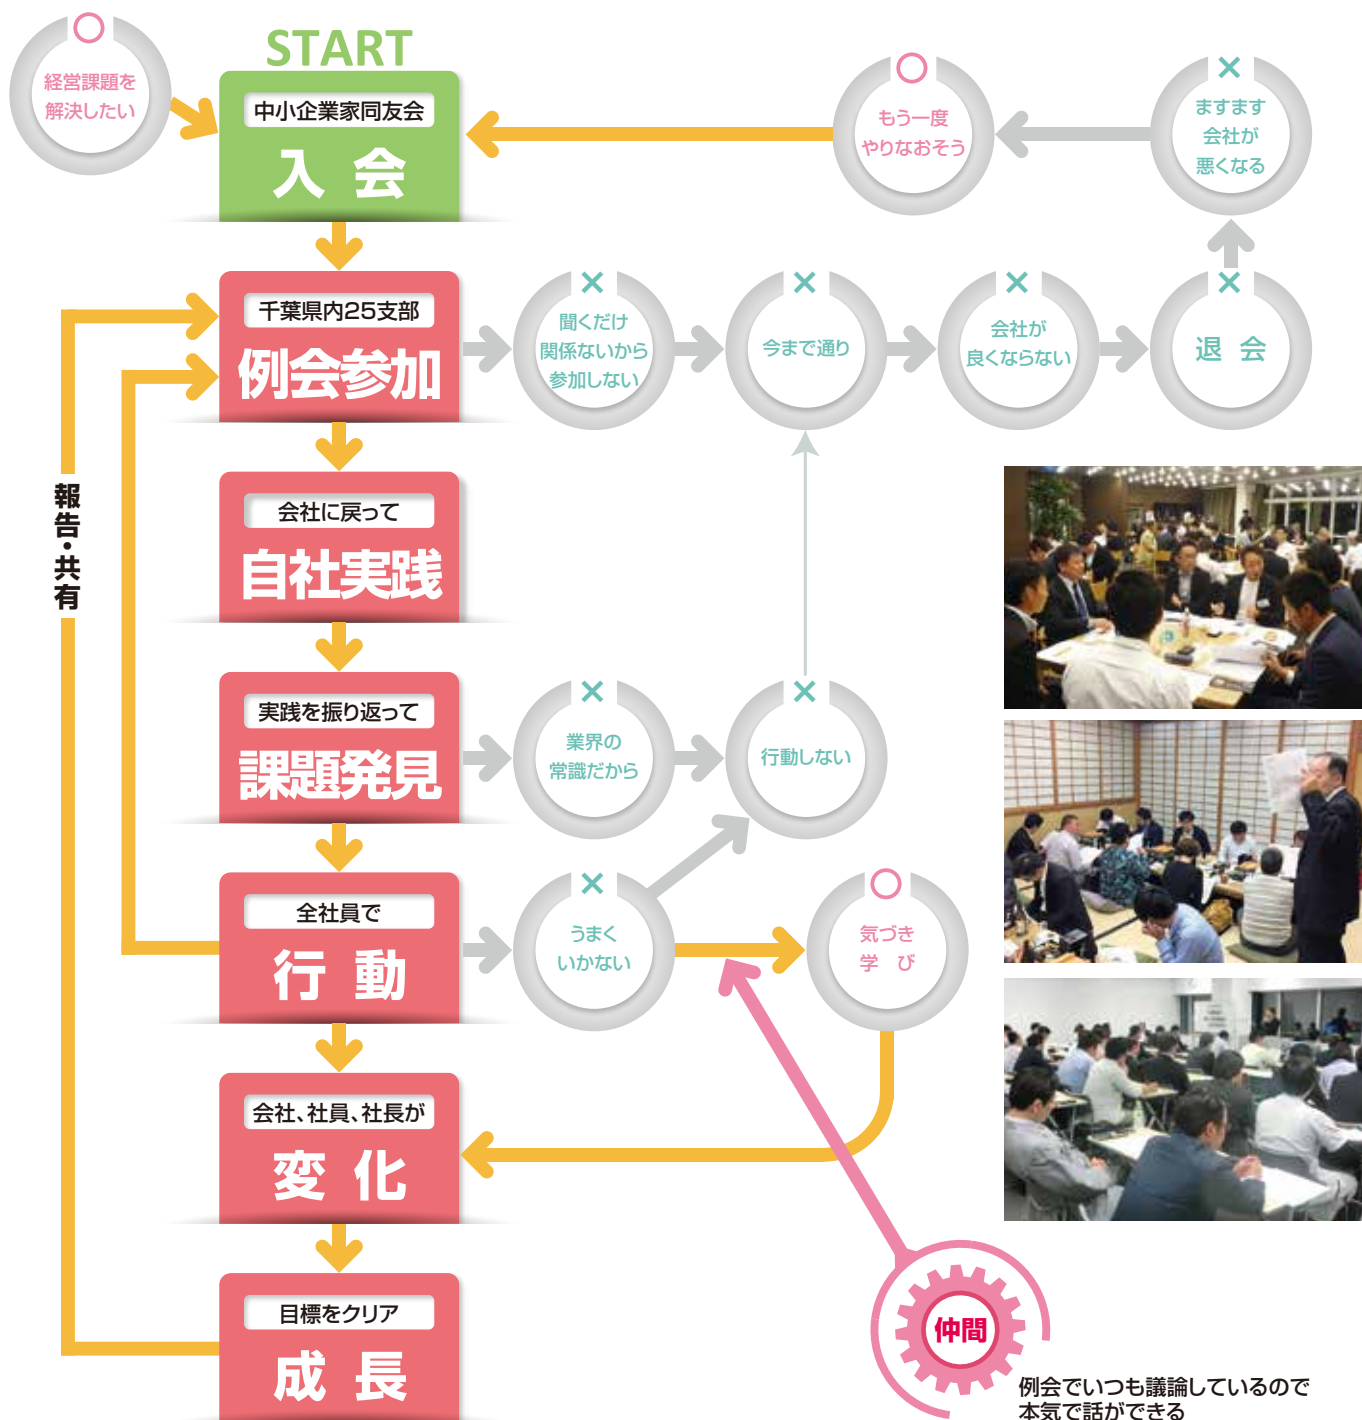 START
経営課題を
解決したい
中小企業家同友会
入会
もう一度
やりなおそう
ますます
会社が
悪くなる
千葉県内25支部
例会参加
聞くだけ
関係ないから
参加しない
今まで通り
会社が
良くならない
退会
報告・共有
会社に戻って
自社実践
実践を振り返って
課題発見
業界の
常識だから
行動しない
全社員で
行動
うまく
いかない
気づき
学び
会社、社員、社長が
変化
目標をクリア
成長
仲間
例会でいつも議論しているので
本気で話ができる